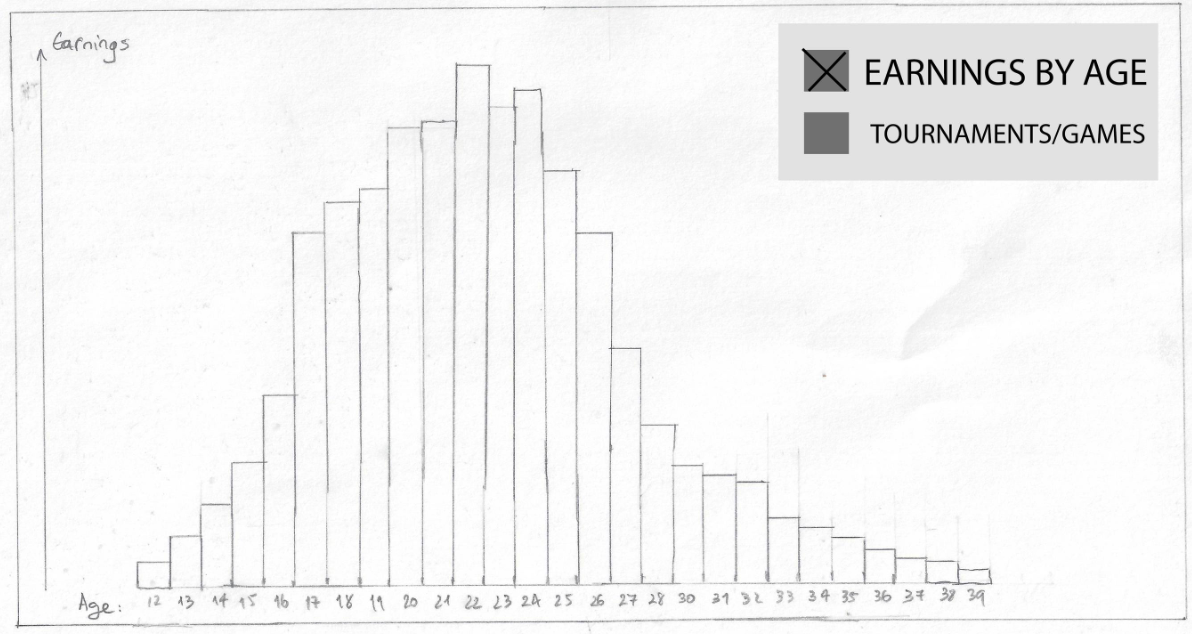 Earnings
EARNINGS BY AGE
TOURNAMENTS/GAMES
Age: 12 13 14 15 16 17 18 19 20 21 22 23 24 25 26 27 28 30 31 32 33 34 35 36 37 38 39